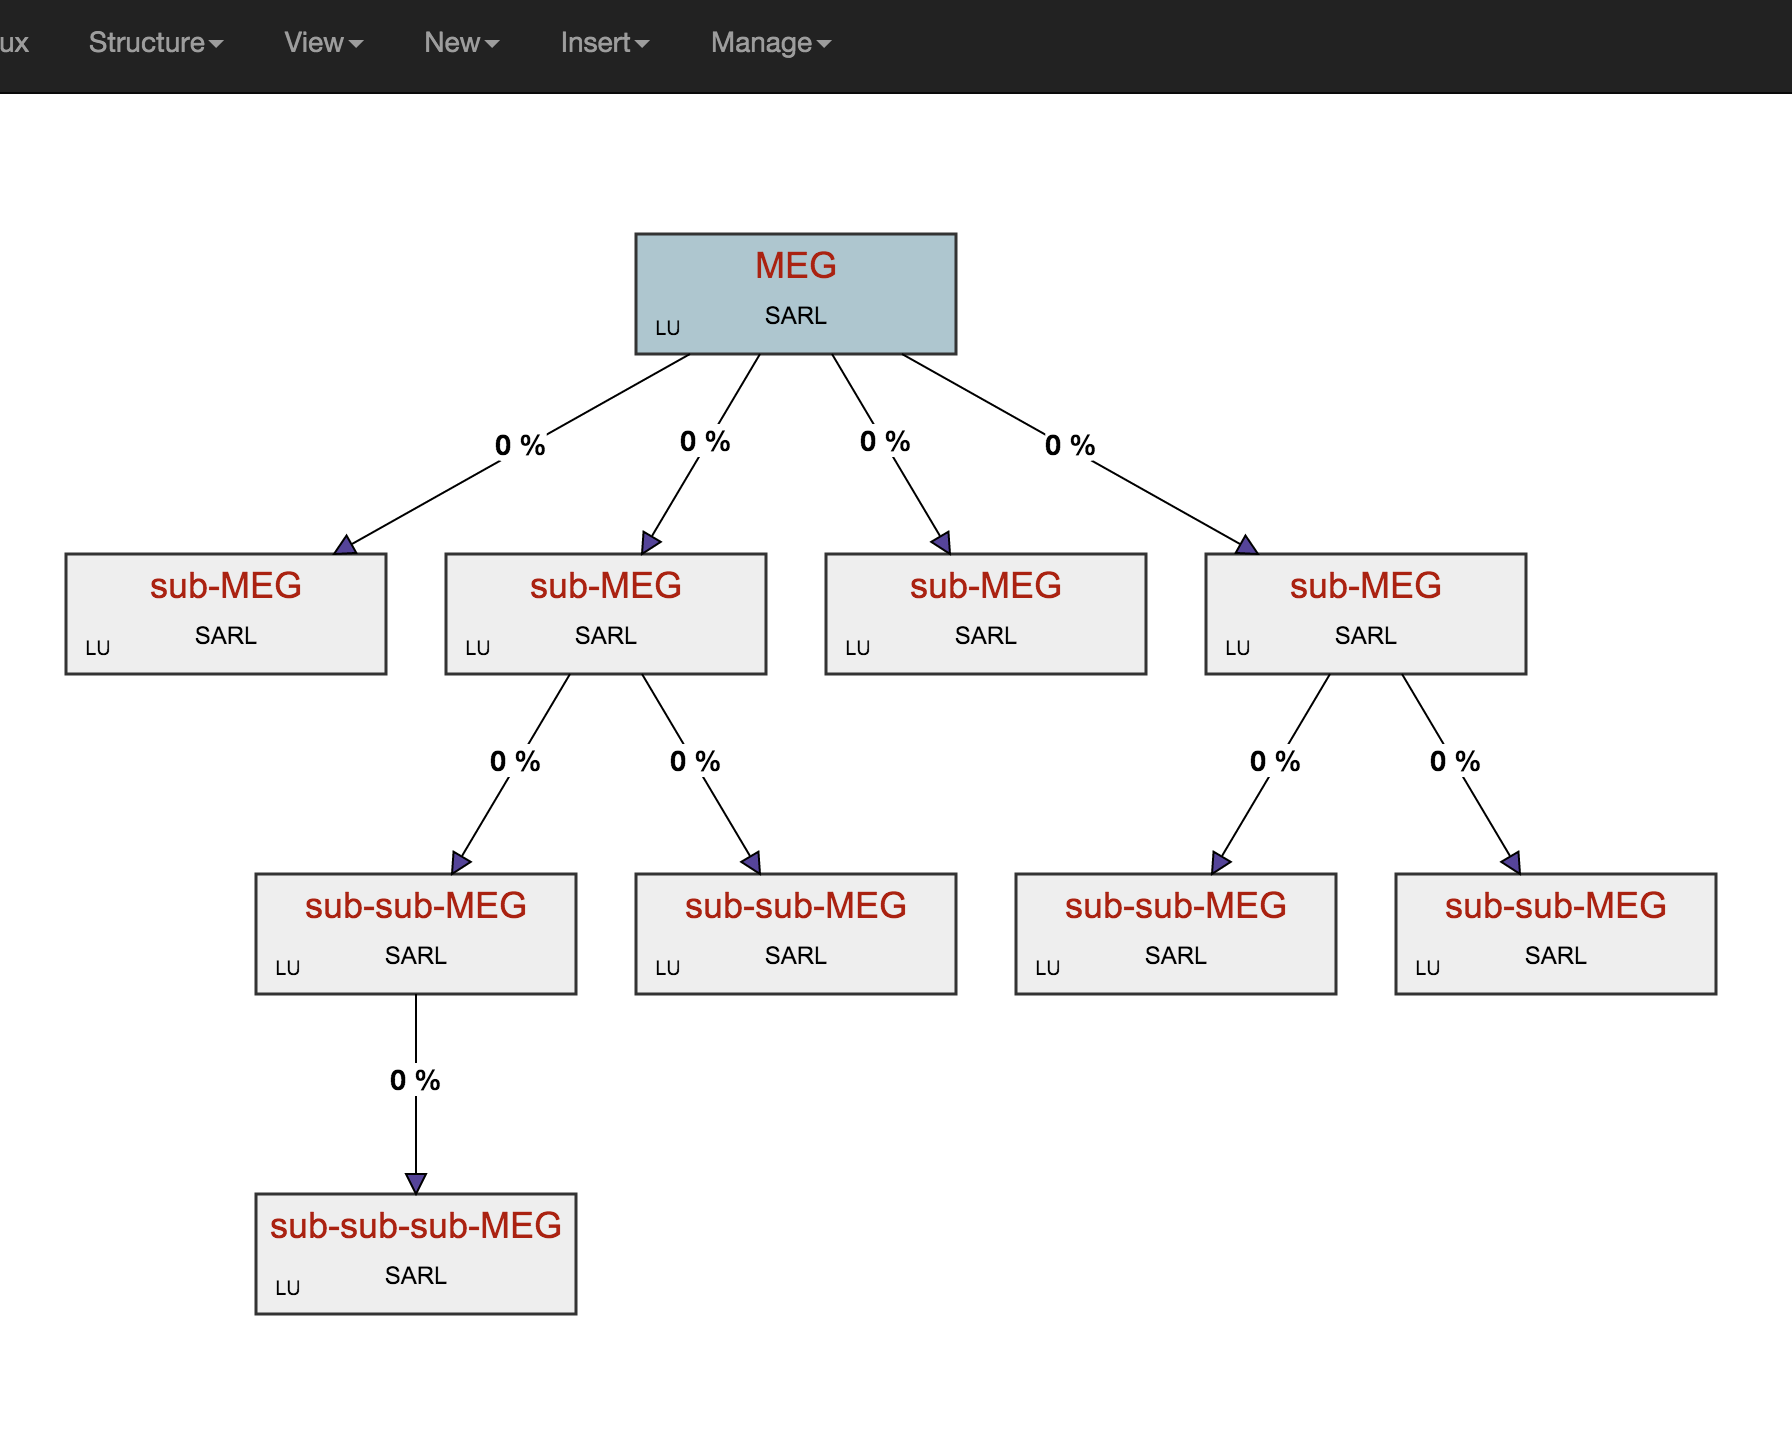 ux Structure View New Insert Manage
MEG
SARL
LU
0 % 0 % 0 % 0 %
sub-MEG sub-MEG sub-MEG sub-MEG
SARL SARL SARL SARL
LU LU LU LU
0 % 0 % 0 % 0 %
sub-sub-MEG sub-sub-MEG sub-sub-MEG sub-sub-MEG
SARL SARL SARL SARL
LU LU LU LU
0 %
sub-sub-sub-MEG
SARL
LU